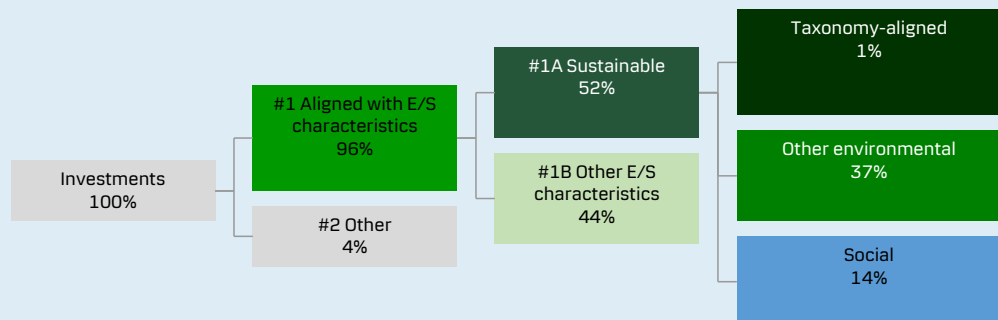 Investments
100%
#1 Aligned with E/S
characteristics
96%
#2 Other
4%
#1A Sustainable
52%
#1B Other E/S
characteristics
44%
Taxonomy-aligned
1%
Other environmental
37%
Social
14%